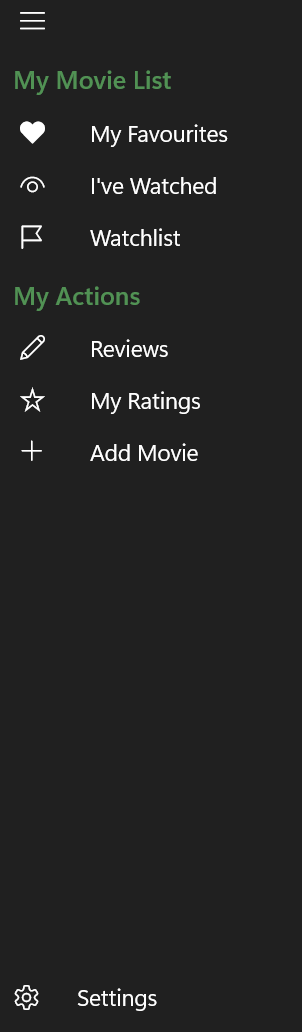 My Movie List
My Favourites
I've Watched
Watchlist
My Actions
Reviews
My Ratings
Add Movie
Settings